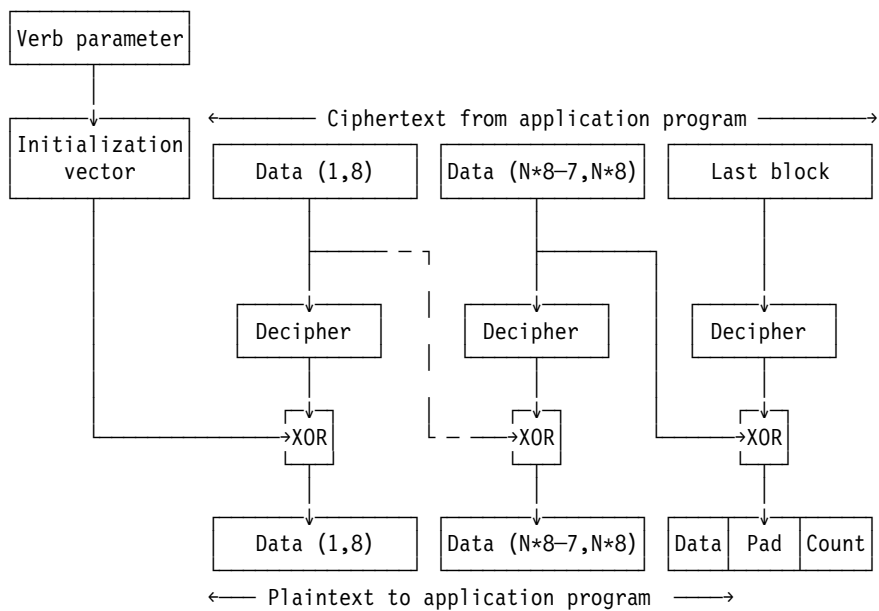 Verb parameter
Ciphertext from application program
Initialization
vector
Data (1,8)
Data (N*8–7,N*8)
Last block
Decipher
Decipher
Decipher
XOR
XOR
XOR
Data (1,8)
Data (N*8–7,N*8)
Data
Pad
Count
Plaintext to application program